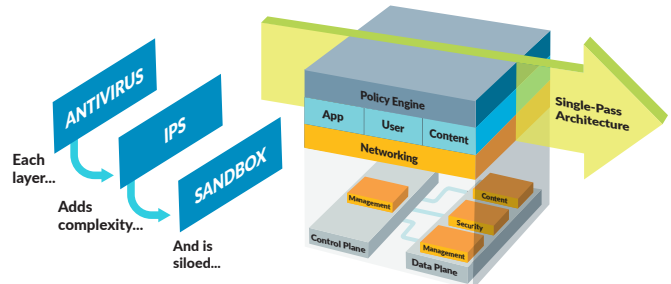 ANTIVIRUS
IPS
SANDBOX
Each
layer...
Adds
complexity...
And is
siloed...
Policy Engine
App
User
Content
Networking
Single-Pass
Architecture
Management
Content
Security
Management
Control Plane
Data Plane